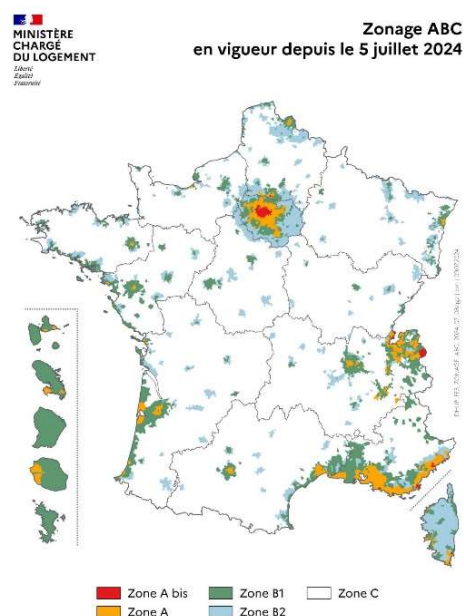 MINISTÈRE
CHARGÉ
DU LOGEMENT
Liberté
Égalité
Fraternité
Zonage ABC
en vigueur depuis le 5 juillet 2024
Zone A bis
Zone B1
Zone C
Zone A
Zone B2